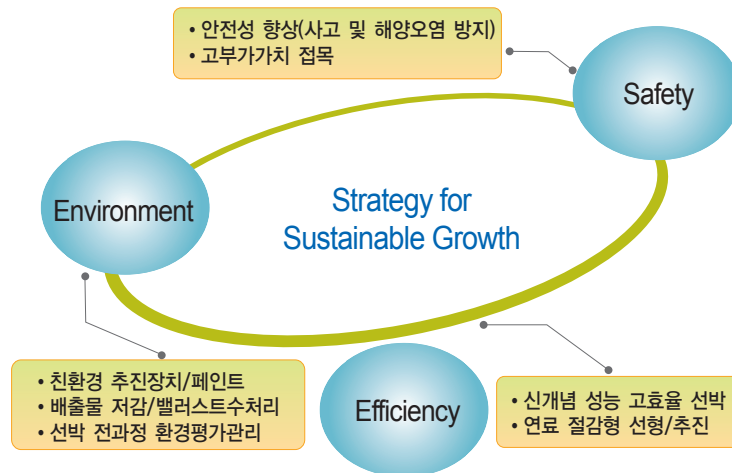 • 안전성 향상(사고 및 해양오염 방지)
• 고부가가치 접목
Safety
Environment
Strategy for
Sustainable Growth
• 친환경 추진장치/페인트
• 배출물 저감/밸러스트수처리
• 선박 전과정 환경평가관리
Efficiency
• 신개념 성능 고효율 선박
• 연료 절감형 선형/추진